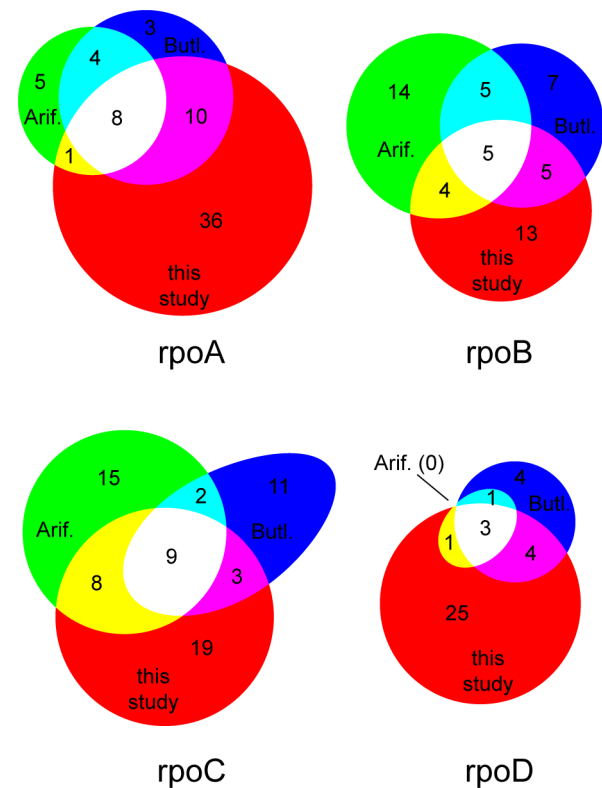 3
Butl.
4
5
Arif.
8
10
1
36
this
study
rpoA
14
5
7
Arif.
Butl.
5
5
4
13
this
study
rpoB
15
2
11
Arif.
Butl.
9
8
3
19
this
study
rpoC
Arif. (0)
4
1
Butl.
3
1
4
25
this
study
rpoD